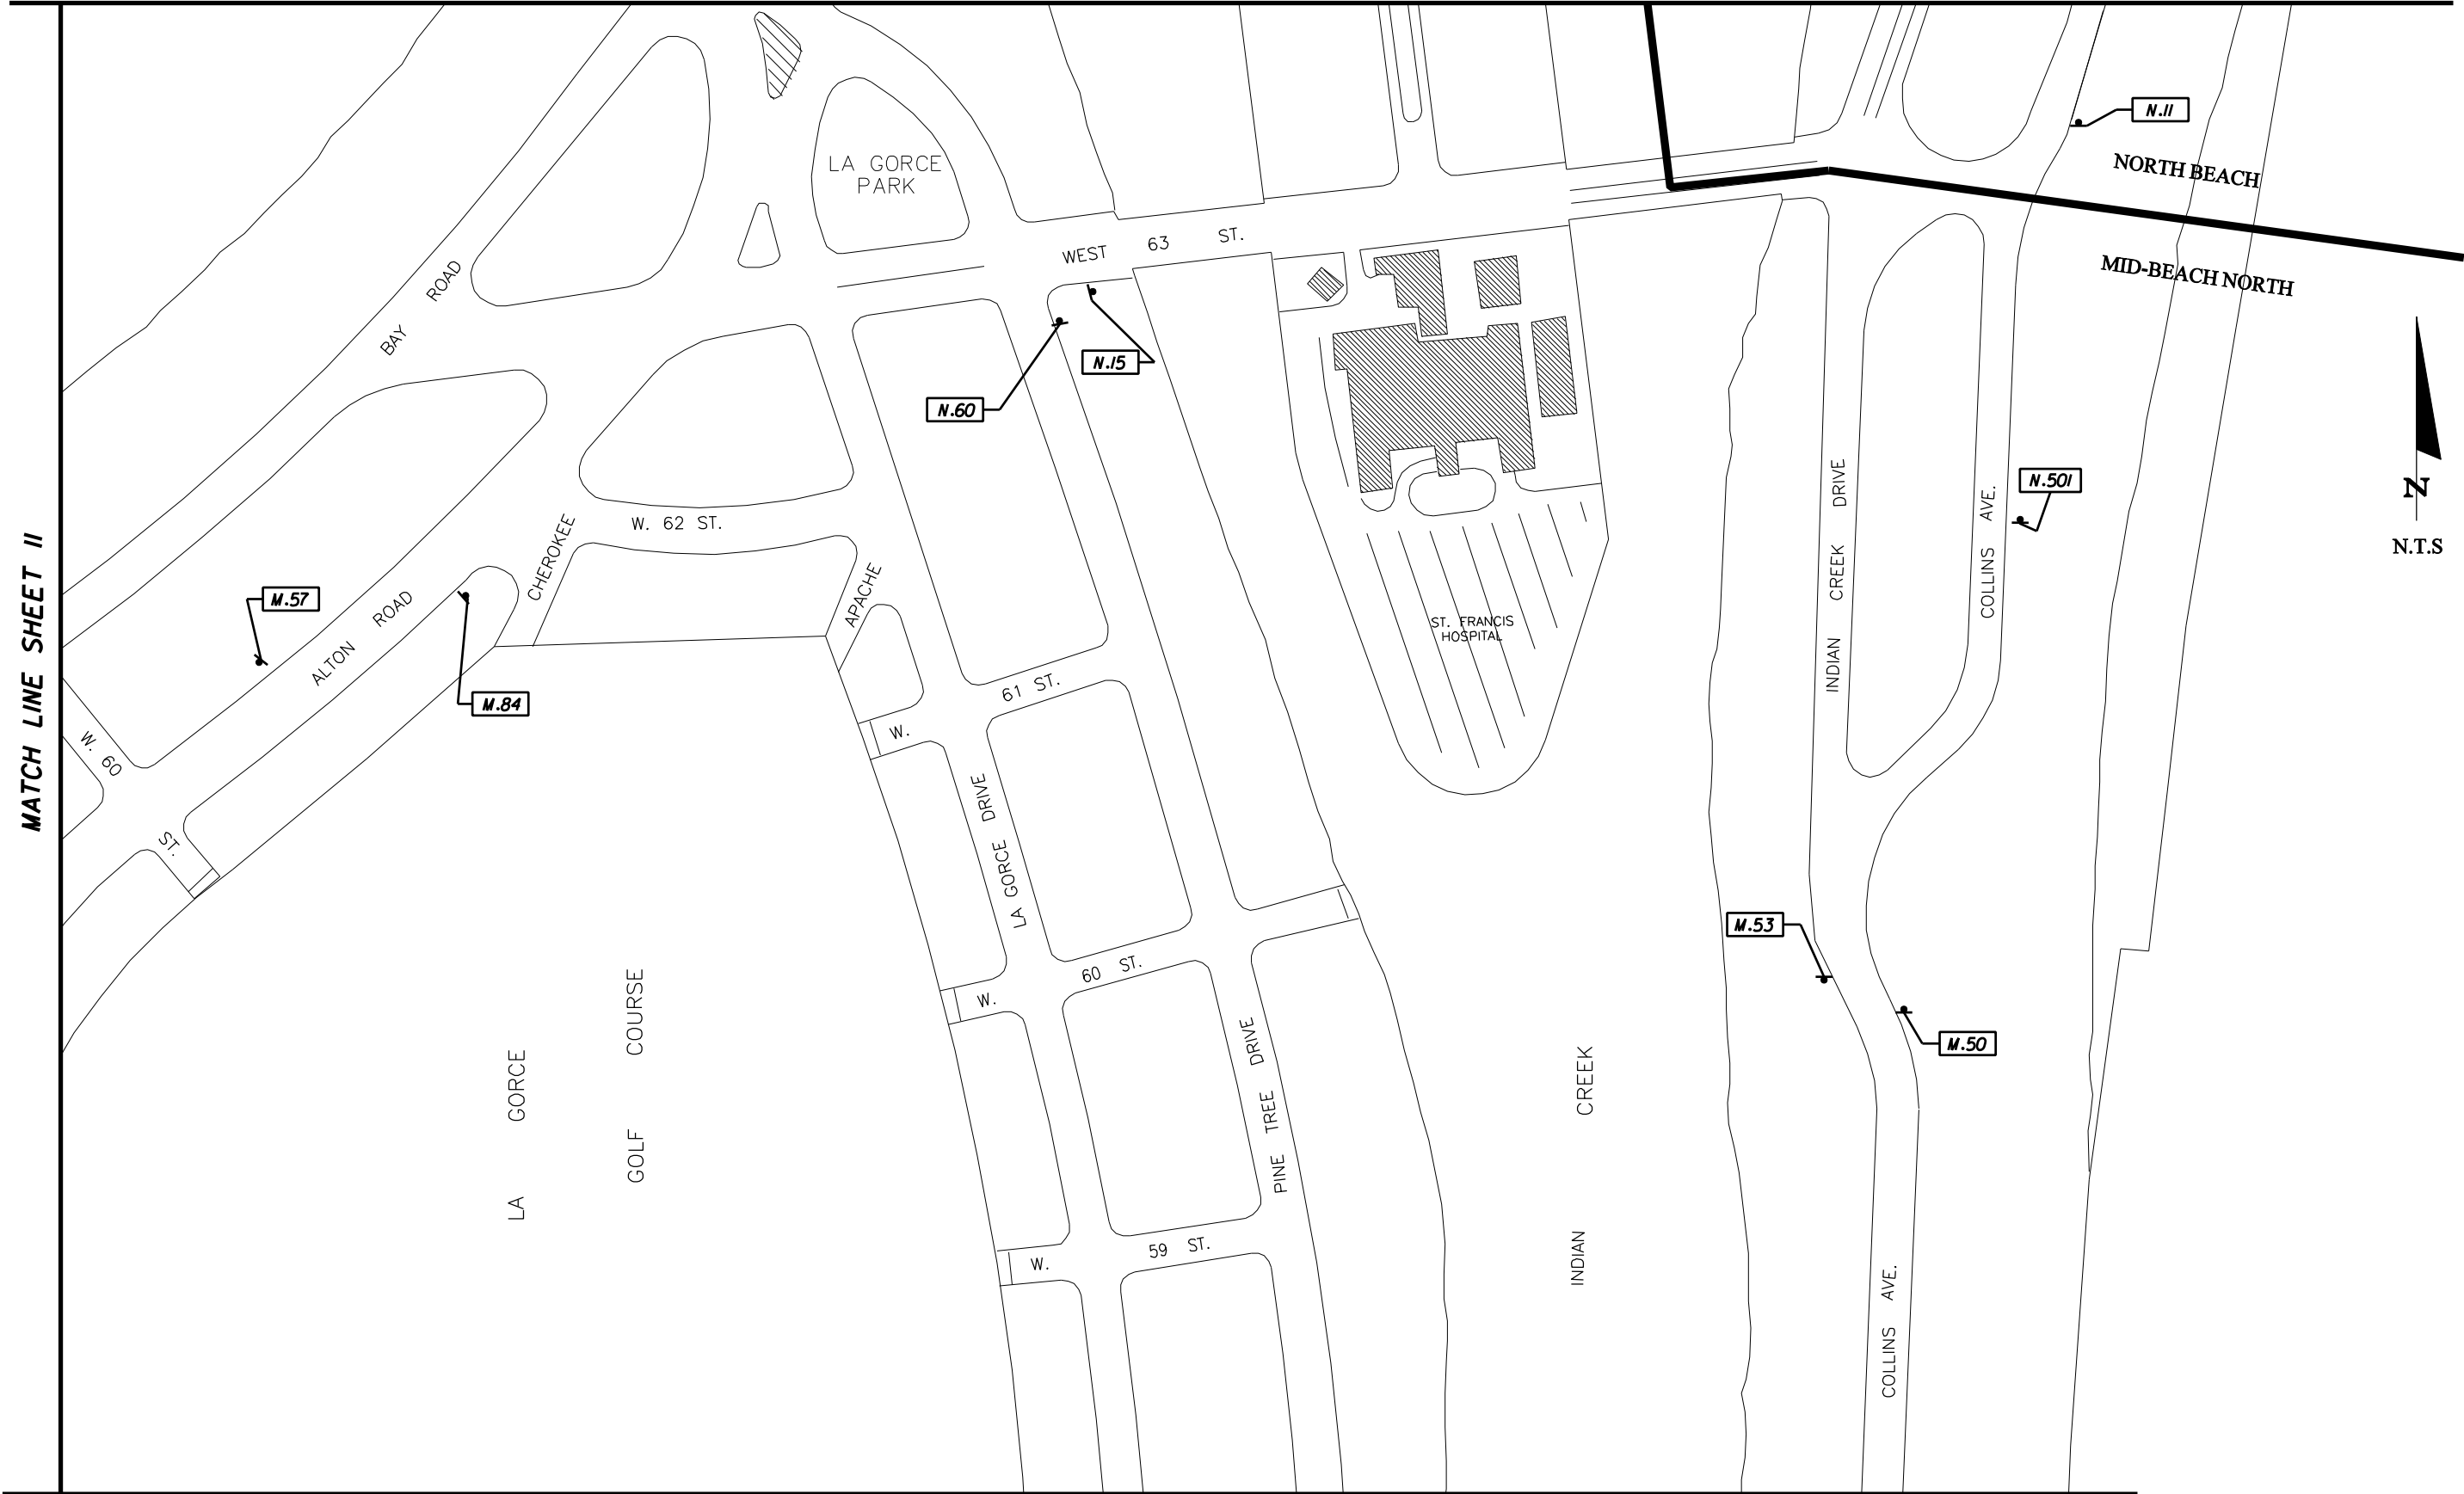 N.11
NORTH BEACH
LA GORCE
PARK
WEST 63 ST.
MID-BEACH NORTH
BAY ROAD
N.15
N.60
N
N.T.S
N.501
MATCH LINE SHEET 11
M.57
ALTON ROAD
M.84
CHEROKEE
W. 62 ST.
APACHE
ST. FRANCIS
HOSPITAL
INDIAN CREEK DRIVE
COLLINS AVE.
W. 60 ST.
W. 61 ST.
LA GORCE DRIVE
M.53
M.50
W. 60 ST.
LA GORCE
GOLF COURSE
PINE TREE DRIVE
INDIAN CREEK
W. 59 ST.
COLLINS AVE.